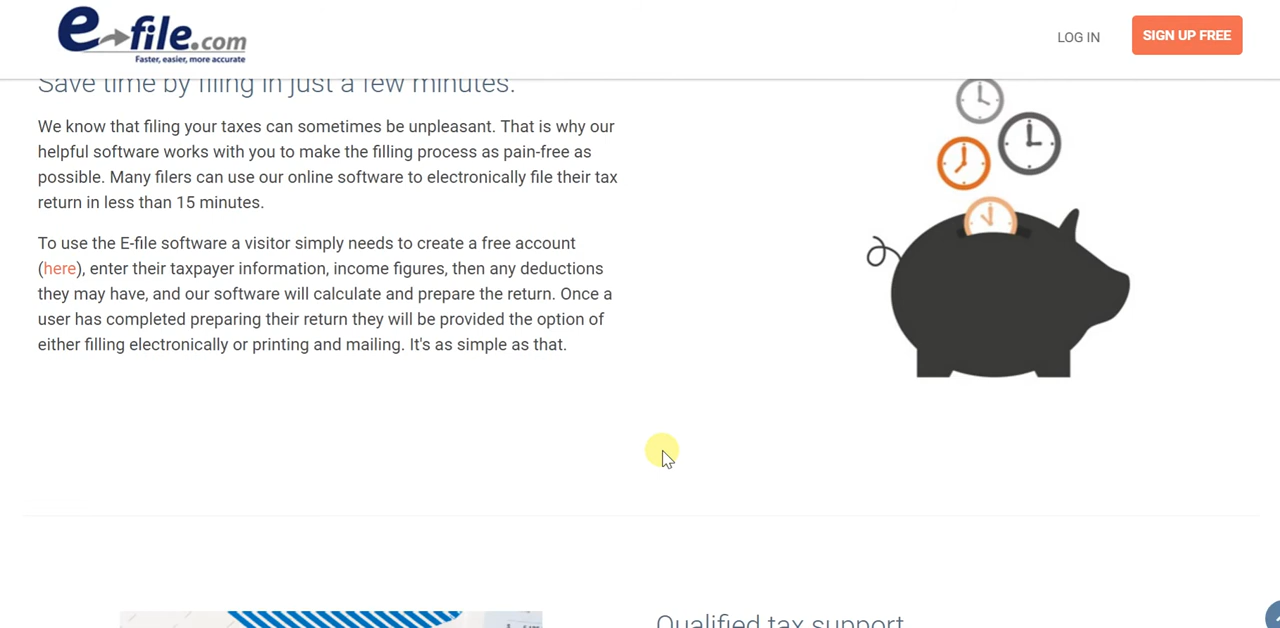 e-file.com
Faster, easier, more accurate
LOG IN
SIGN UP FREE
Save time by filing in just a few minutes.
We know that filing your taxes can sometimes be unpleasant. That is why our
helpful software works with you to make the filling process as pain-free as
possible. Many filers can use our online software to electronically file their tax
return in less than 15 minutes.
To use the E-file software a visitor simply needs to create a free account
(here), enter their taxpayer information, income figures, then any deductions
they may have, and our software will calculate and prepare the return. Once a
user has completed preparing their return they will be provided the option of
either filling electronically or printing and mailing. It's as simple as that.
Qualified tax support